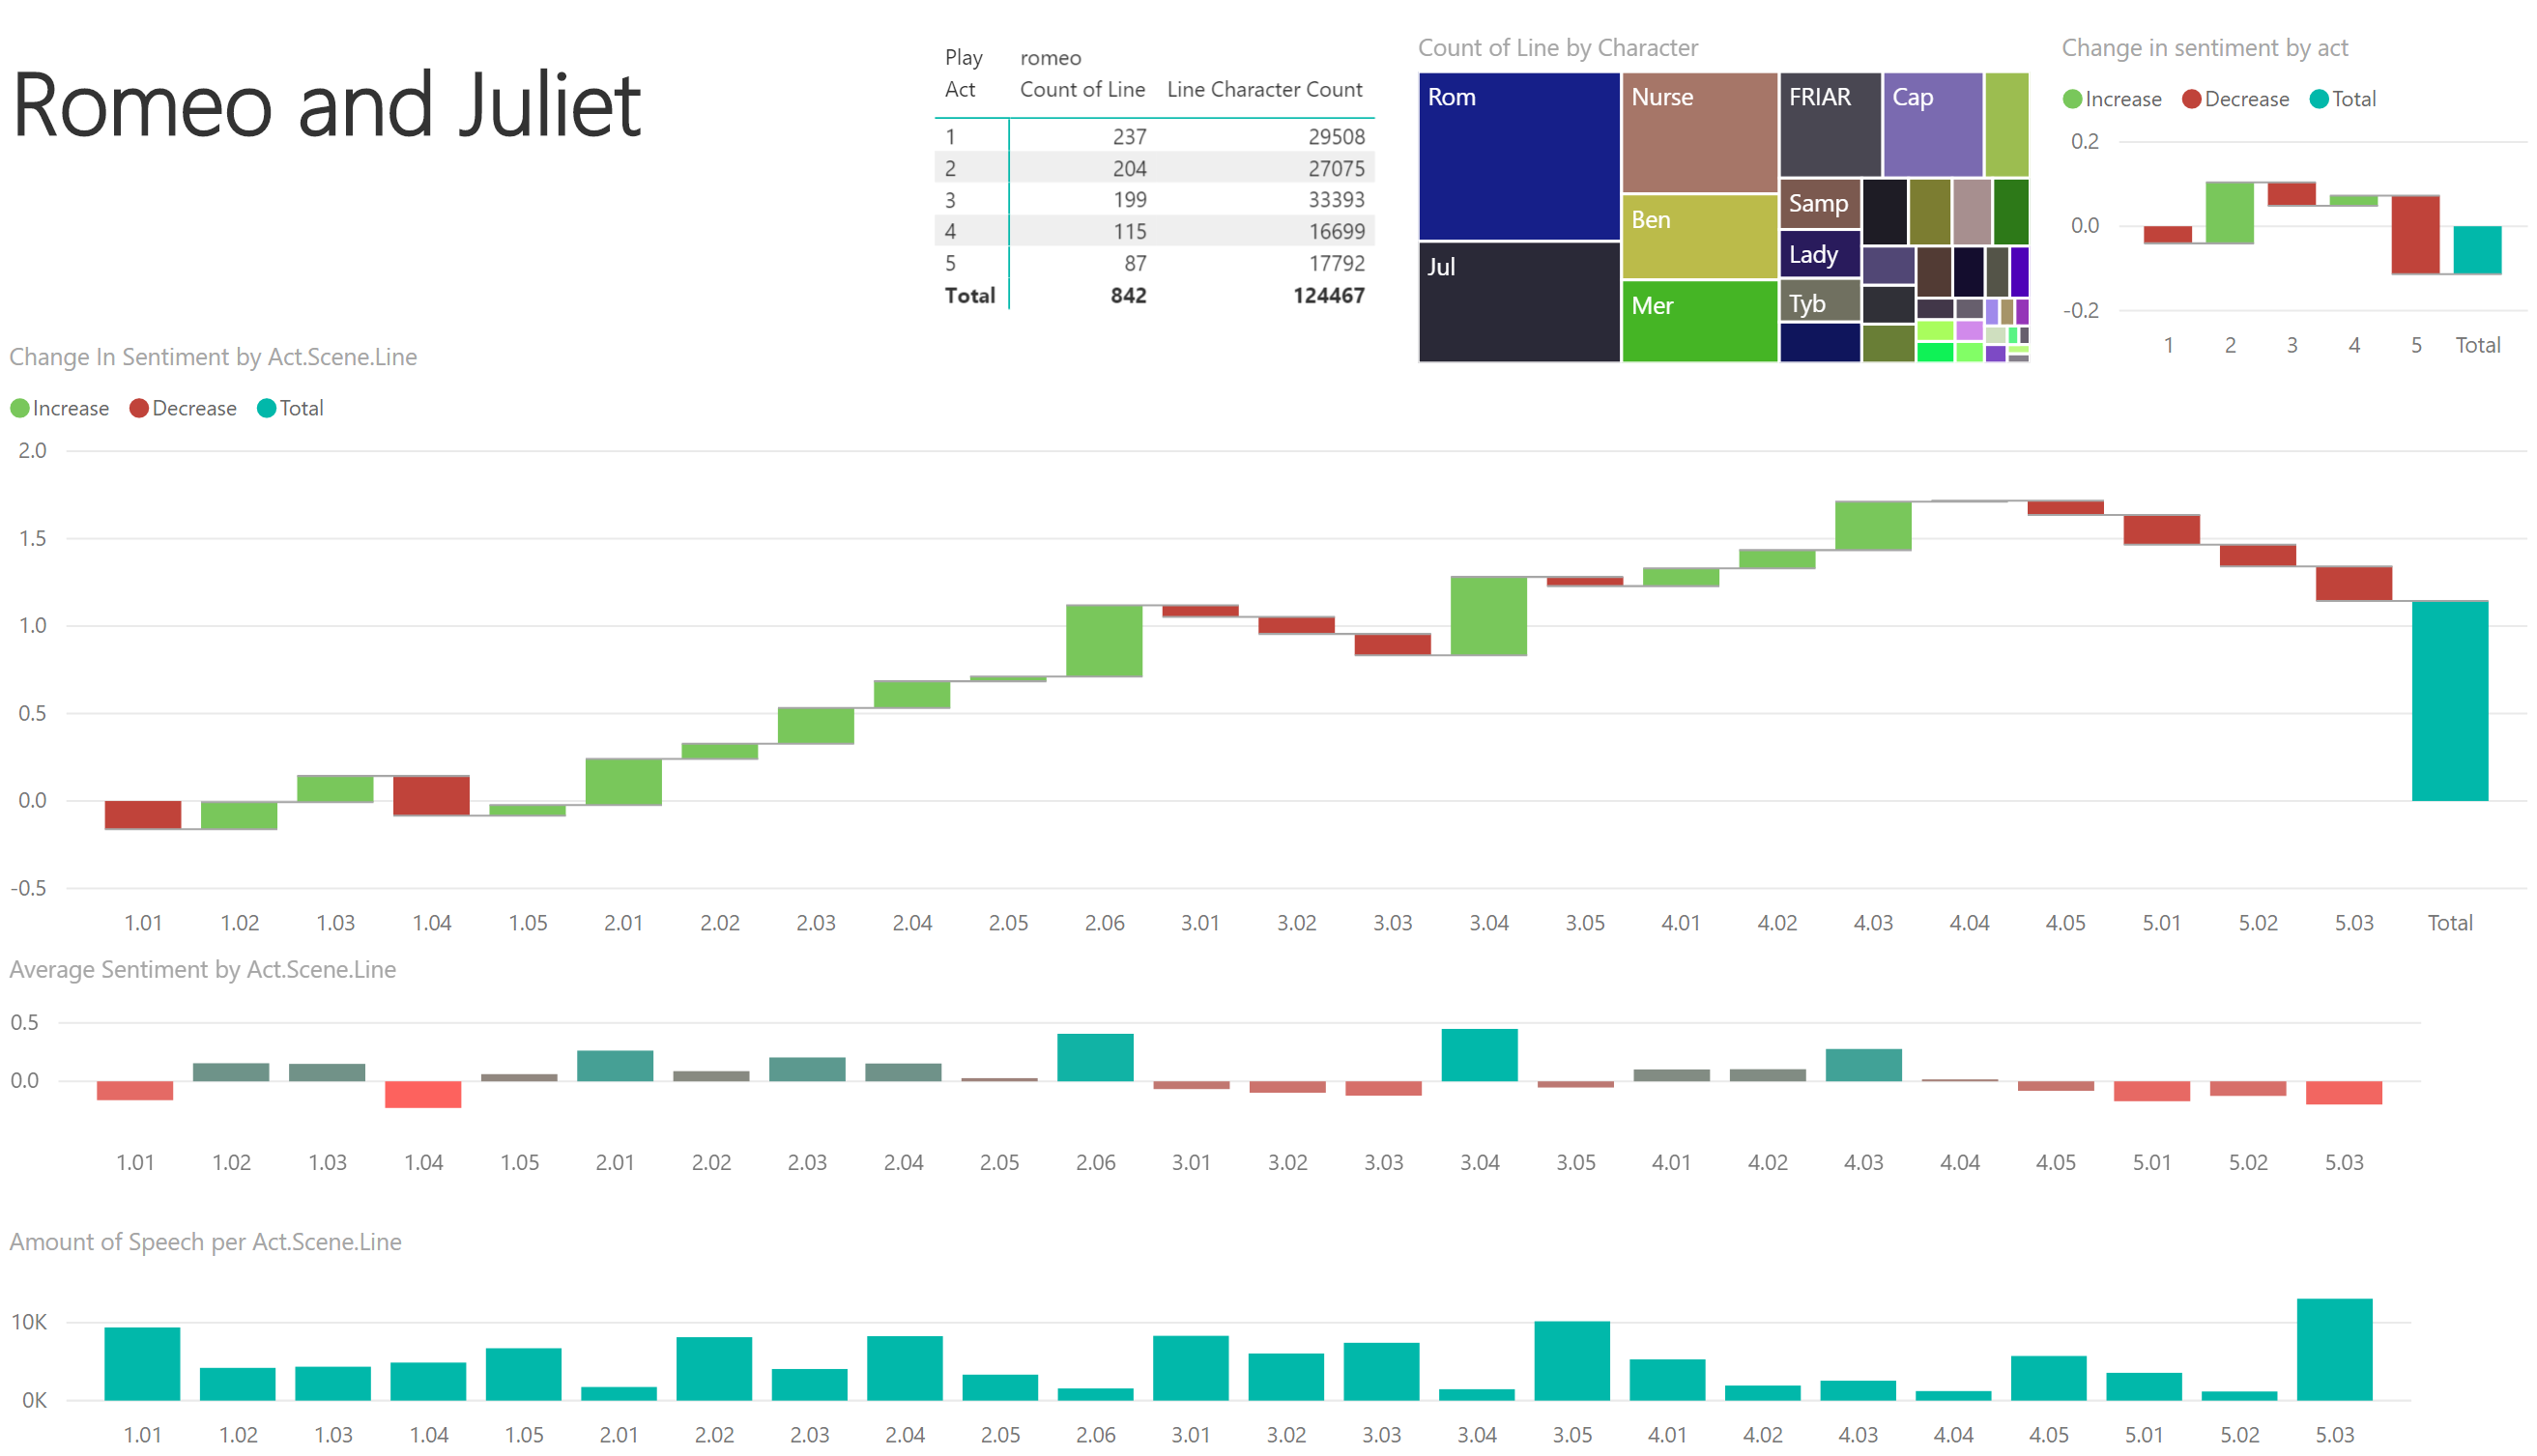 Romeo and Juliet
Play romeo
Act Count of Line Line Character Count
1 237 29508
2 204 27075
3 199 33393
4 115 16699
5 87 17792
Total 842 124467
Count of Line by Character
Rom
Jul
Nurse
Ben
Mer
FRIAR
Cap
Samp
Lady
Tyb
Change in sentiment by act
Increase Decrease Total
0.2
0.0
-0.2
1 2 3 4 5 Total
Change In Sentiment by Act.Scene.Line
Increase Decrease Total
2.0
1.5
1.0
0.5
0.0
-0.5
1.01 1.02 1.03 1.04 1.05 2.01 2.02 2.03 2.04 2.05 2.06 3.01 3.02 3.03 3.04 3.05 4.01 4.02 4.03 4.04 4.05 5.01 5.02 5.03 Total
Average Sentiment by Act.Scene.Line
0.5
0.0
1.01 1.02 1.03 1.04 1.05 2.01 2.02 2.03 2.04 2.05 2.06 3.01 3.02 3.03 3.04 3.05 4.01 4.02 4.03 4.04 4.05 5.01 5.02 5.03
Amount of Speech per Act.Scene.Line
10K
0K
1.01 1.02 1.03 1.04 1.05 2.01 2.02 2.03 2.04 2.05 2.06 3.01 3.02 3.03 3.04 3.05 4.01 4.02 4.03 4.04 4.05 5.01 5.02 5.03